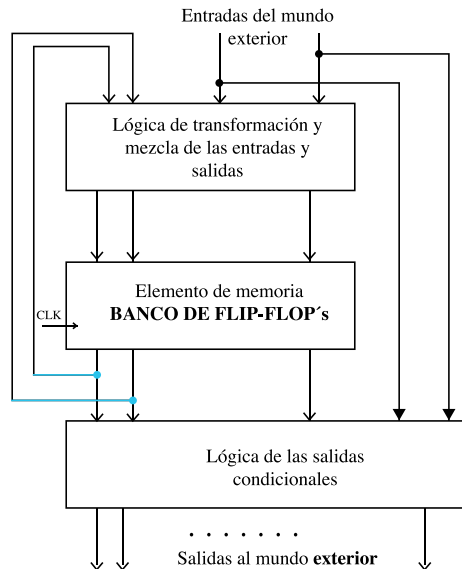 Entradas del mundo
exterior
Lógica de transformación y
mezcla de las entradas y
salidas
Elemento de memoria
BANCO DE FLIP-FLOP´s
CLK
Lógica de las salidas
condicionales
. . . . . . .
Salidas al mundo exterior